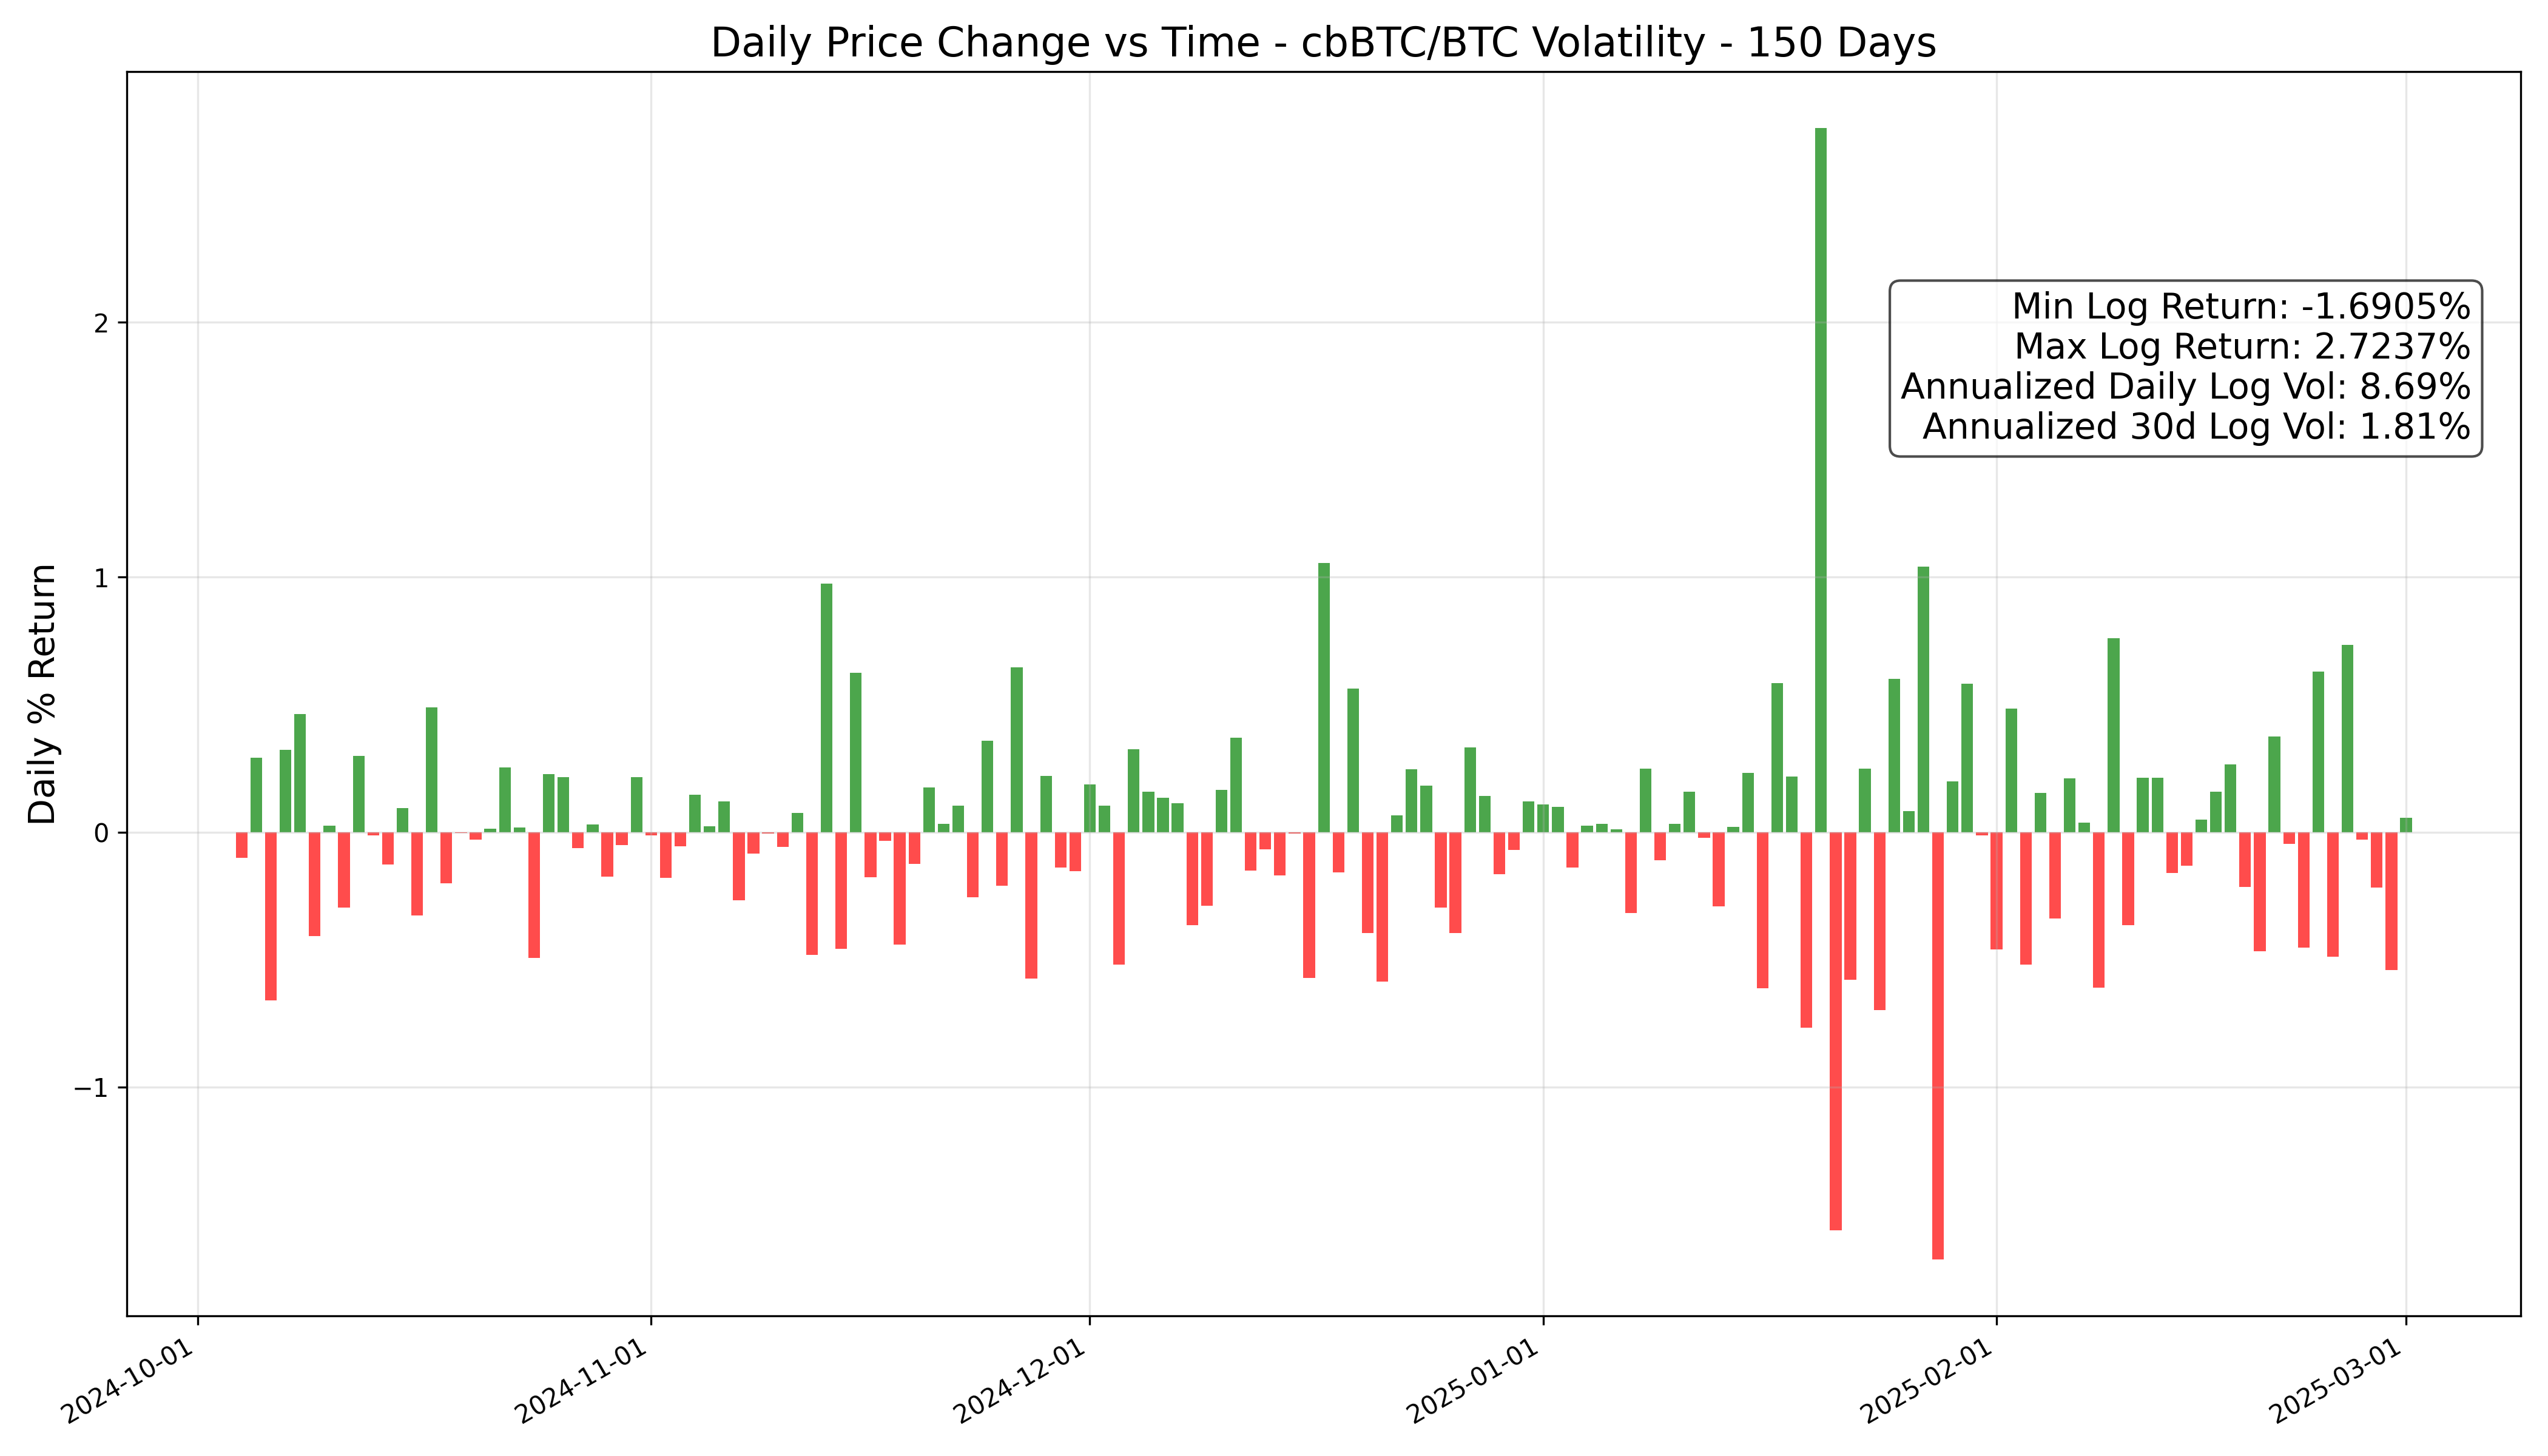 Daily Price Change vs Time - cbBTC/BTC Volatility - 150 Days
Daily % Return
2
1
0
−1
Min Log Return: -1.6905%
Max Log Return: 2.7237%
Annualized Daily Log Vol: 8.69%
Annualized 30d Log Vol: 1.81%
2024-10-01
2024-11-01
2024-12-01
2025-01-01
2025-02-01
2025-03-01